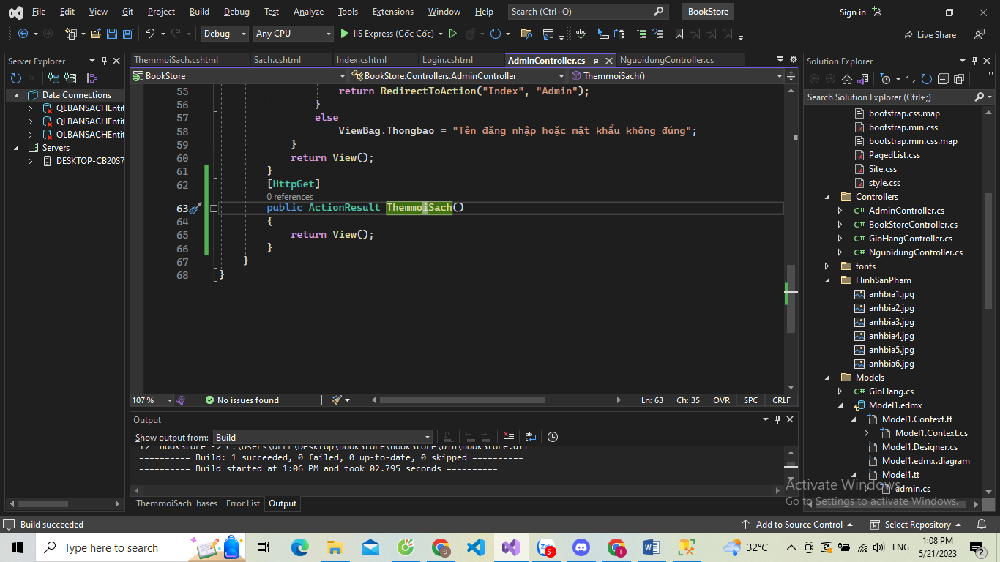 File Edit View Git Project Build Debug Test Analyze Tools Extensions Window Help Search (Ctrl+Q) BookStore Sign in
Debug Any CPU IIS Express (Cốc Cốc) Live Share
Server Explorer
Data Connections
QLBANSACHEntit
QLBANSACHEntit
QLBANSACHEntit
Servers
DESKTOP-CB20S7
ThemmoiSach.cshtml Sach.cshtml Index.cshtml Login.cshtml AdminController.cs NguoidungController.cs
BookStore BookStore.Controllers.AdminController ThemmoiSach()
55 return RedirectToAction("Index", "Admin");
56 }
57 else
58 ViewBag.Thongbao = "Tên đăng nhập hoặc mật khẩu không đúng";
59 }
60 return View();
61 }
62 [HttpGet]
0 references
63 public ActionResult ThemmoiSach()
64 {
65 return View();
66 }
67 }
68 }
107 % No issues found Ln: 63 Ch: 35 OVR SPC CRLF
Output
Show output from: Build
1> BookStore -> C:\Users\DELL\Desktop\BookStore\BookStore\bin\BookStore.dll
========== Build: 1 succeeded, 0 failed, 0 up-to-date, 0 skipped ==========
========== Build started at 1:06 PM and took 02.795 seconds ==========
'ThemmoiSach' bases Error List Output
Solution Explorer
Search Solution Explorer (Ctrl+;)
bootstrap.css.map
bootstrap.min.css
bootstrap.min.css.map
PagedList.css
Site.css
style.css
Controllers
C# AdminController.cs
C# BookStoreController.cs
C# GioHangController.cs
C# NguoidungController.cs
fonts
HinhSanPham
anhbia1.jpg
anhbia2.jpg
anhbia3.jpg
anhbia4.jpg
anhbia5.jpg
anhbia6.jpg
Models
C# GioHang.cs
Model1.edmx
Model1.Context.tt
Model1.Context.cs
Model1.Designer.cs
Model1.edmx.diagram
Model1.tt
admin.cs
Activate Windows
Go to Settings to activate Windows.
Build succeeded Add to Source Control Select Repository
Type here to search 5+ 32°C ENG 1:08 PM
5/21/2023 2